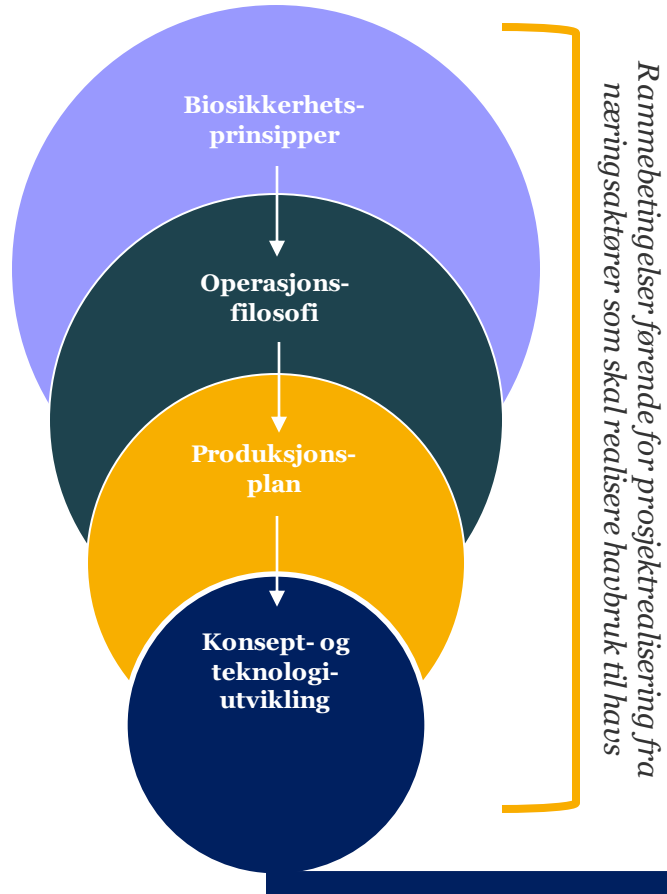 Biosikkerhets-
prinsipper
Operasjons-
filosofi
Produksjons-
plan
Konsept- og
teknologi-
utvikling
Rammebetingelser førende for prosjektrealisering fra
næringsaktører som skal realisere havbruk til havs